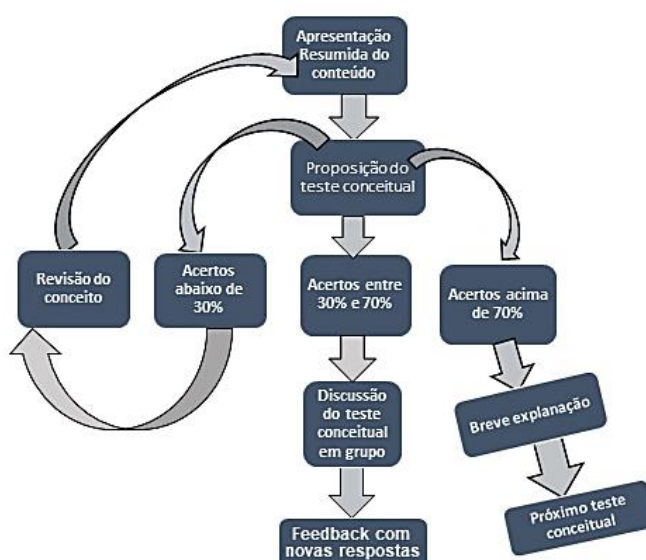 Apresentação
Resumida do
conteúdo
Proposição do
teste conceitual
Revisão do
conceito
Acertos
abaixo de
30%
Acertos entre
30% e 70%
Acertos acima
de 70%
Discussão
do teste
conceitual
em grupo
Breve explanação
Feedback com
novas respostas
Próximo teste
conceitual